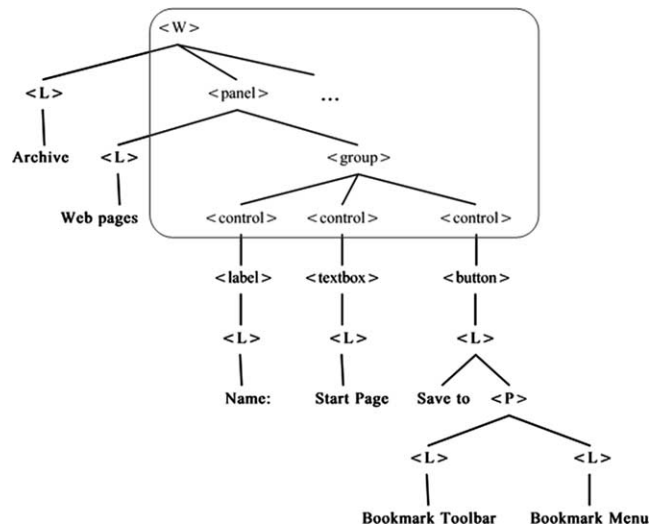 <W>
<L> <panel> ...
Archive <L> <group>
Web pages <control> <control> <control>
<label> <textbox> <button>
<L> <L> <L>
Name: Start Page Save to <P>
<L> <L>
Bookmark Toolbar Bookmark Menu